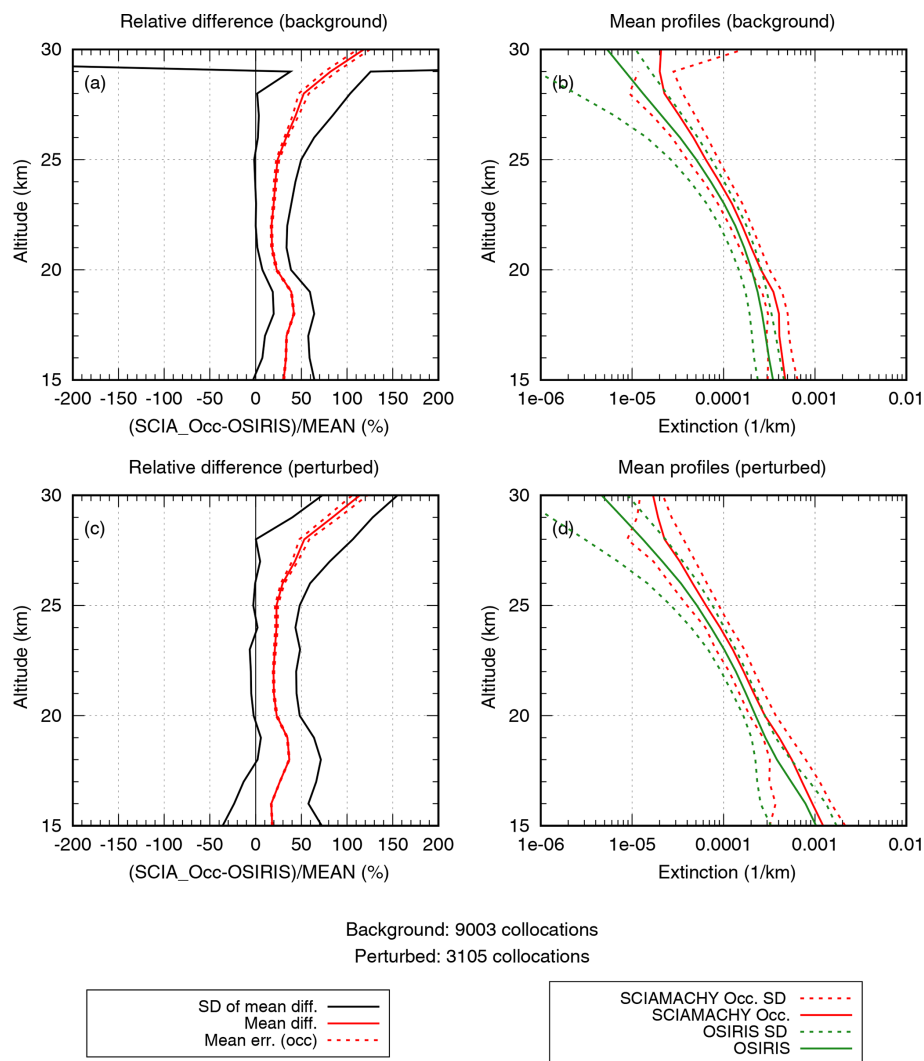 Relative difference (background)
Mean profiles (background)
30
25
20
15
Altitude (km)
(a)
-200 -150 -100 -50 0 50 100 150 200
(SCIA_Occ-OSIRIS)/MEAN (%)
30
25
20
15
Altitude (km)
(b)
1e-06 1e-05 0.0001 0.001 0.01
Extinction (1/km)
Relative difference (perturbed)
Mean profiles (perturbed)
30
25
20
15
Altitude (km)
(c)
-200 -150 -100 -50 0 50 100 150 200
(SCIA_Occ-OSIRIS)/MEAN (%)
30
25
20
15
Altitude (km)
(d)
1e-06 1e-05 0.0001 0.001 0.01
Extinction (1/km)
Background: 9003 collocations
Perturbed: 3105 collocations
SD of mean diff.
Mean diff.
Mean err. (occ)
SCIAMACHY Occ. SD
SCIAMACHY Occ.
OSIRIS SD
OSIRIS